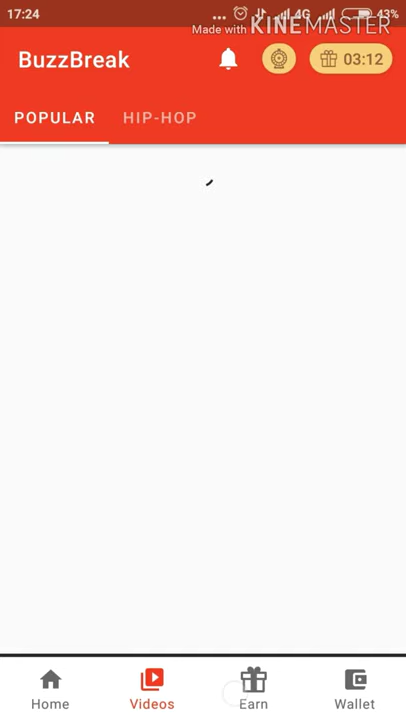 17:24 ... 4G 43%
Made with KINEMASTER
BuzzBreak 03:12
POPULAR HIP-HOP
Home Videos Earn Wallet